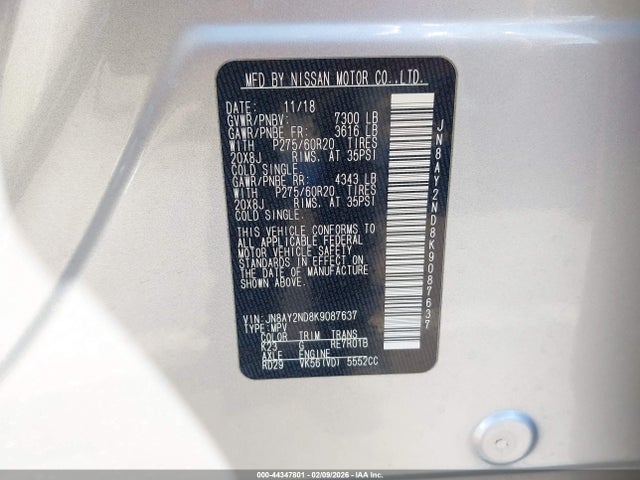 MFD BY NISSAN MOTOR CO.,LTD.
DATE: 11/18
GVWR/PNBV: 7300 LB
GAWR/PNBE FR: 3616 LB
WITH P275/60R20 TIRES
20X8J RIMS. AT 35PSI
COLD SINGLE.
GAWR/PNBE RR: 4343 LB
WITH P275/60R20 TIRES
20X8J RIMS. AT 35PSI
COLD SINGLE.
THIS VEHICLE CONFORMS TO
ALL APPLICABLE FEDERAL
MOTOR VEHICLE SAFETY
STANDARDS IN EFFECT ON
THE DATE OF MANUFACTURE
SHOWN ABOVE.
VIN: JN8AY2ND8K9087637
TYPE: MPV
COLOR TRIM TRANS
K23 G RE7R01B
AXLE ENGINE
RD29 VK56(VD) 5552CC
JN8AY2ND8K9087637
000-44347801 - 02/09/2026 - IAA Inc.